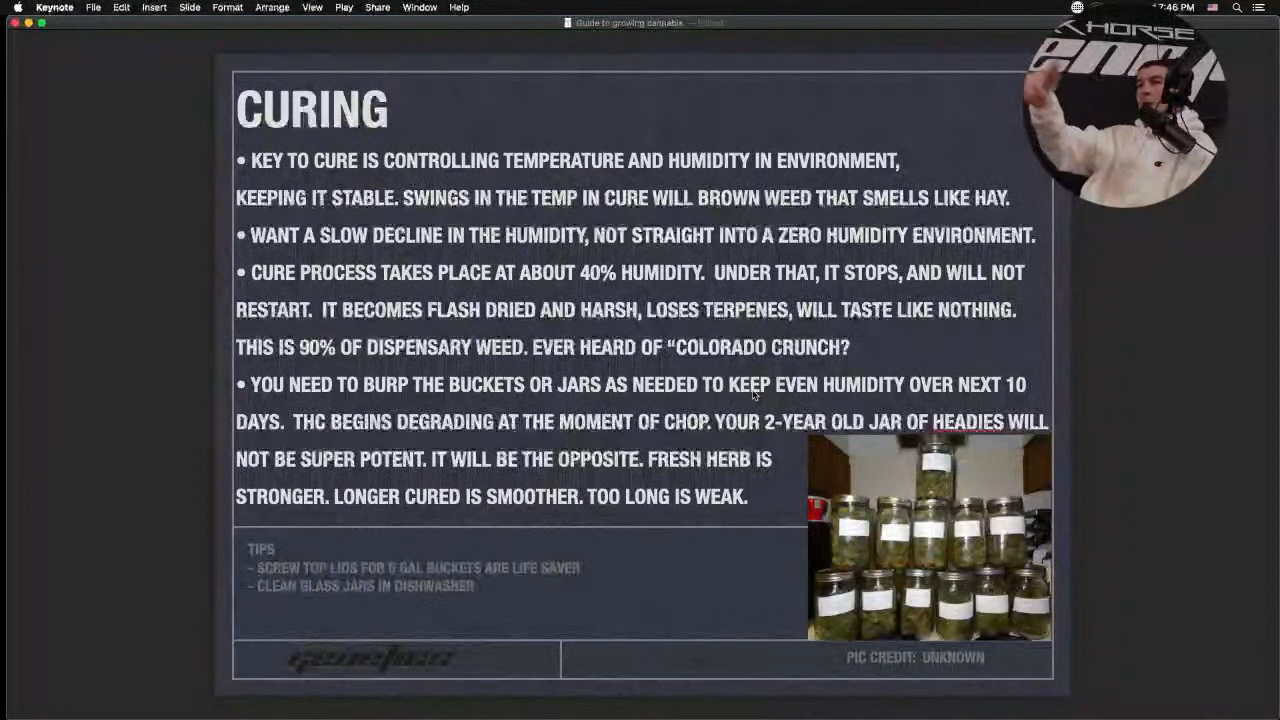 Keynote File Edit Insert Slide Format Arrange View Play Share Window Help
Guide to growing cannabis — Edited
HORSE
CURING
• KEY TO CURE IS CONTROLLING TEMPERATURE AND HUMIDITY IN ENVIRONMENT,
KEEPING IT STABLE. SWINGS IN THE TEMP IN CURE WILL BROWN WEED THAT SMELLS LIKE HAY.
• WANT A SLOW DECLINE IN THE HUMIDITY, NOT STRAIGHT INTO A ZERO HUMIDITY ENVIRONMENT.
• CURE PROCESS TAKES PLACE AT ABOUT 40% HUMIDITY. UNDER THAT, IT STOPS, AND WILL NOT
RESTART. IT BECOMES FLASH DRIED AND HARSH, LOSES TERPENES, WILL TASTE LIKE NOTHING.
THIS IS 90% OF DISPENSARY WEED. EVER HEARD OF “COLORADO CRUNCH?
• YOU NEED TO BURP THE BUCKETS OR JARS AS NEEDED TO KEEP EVEN HUMIDITY OVER NEXT 10
DAYS. THC BEGINS DEGRADING AT THE MOMENT OF CHOP. YOUR 2-YEAR OLD JAR OF HEADIES WILL
NOT BE SUPER POTENT. IT WILL BE THE OPPOSITE. FRESH HERB IS
STRONGER. LONGER CURED IS SMOOTHER. TOO LONG IS WEAK.
TIPS
- SCREW TOP LIDS FOR 5 GAL BUCKETS ARE LIFE SAVER
- CLEAN GLASS JARS IN DISHWASHER
PIC CREDIT: UNKNOWN